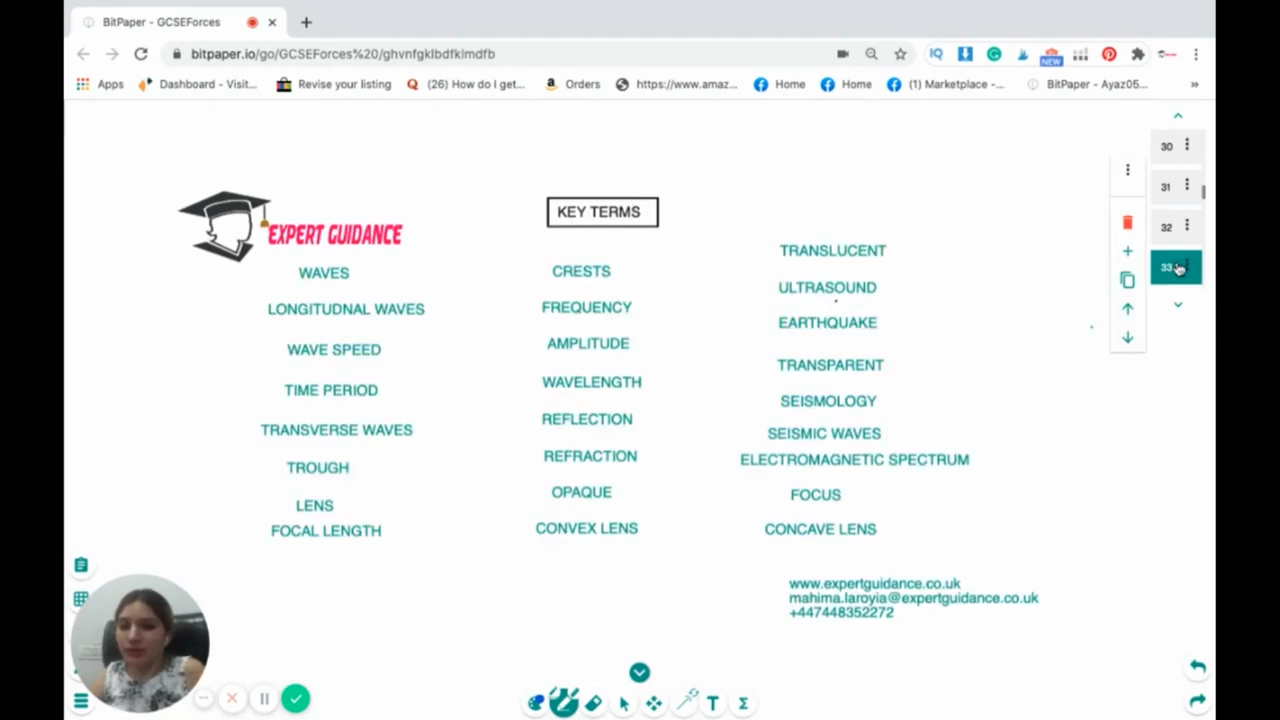 BitPaper - GCSEForces
bitpaper.io/go/GCSEForces%20/ghvnfgklbdfklmdfb
IQ
NEW
Apps
Dashboard - Visit...
Revise your listing
(26) How do I get...
Orders
https://www.amaz...
Home
Home
(1) Marketplace -...
BitPaper - Ayaz05...
»
30
31
32
33
EXPERT GUIDANCE
KEY TERMS
WAVES
LONGITUDNAL WAVES
WAVE SPEED
TIME PERIOD
TRANSVERSE WAVES
TROUGH
LENS
FOCAL LENGTH
CRESTS
FREQUENCY
AMPLITUDE
WAVELENGTH
REFLECTION
REFRACTION
OPAQUE
CONVEX LENS
TRANSLUCENT
ULTRASOUND
EARTHQUAKE
TRANSPARENT
SEISMOLOGY
SEISMIC WAVES
ELECTROMAGNETIC SPECTRUM
FOCUS
CONCAVE LENS
www.expertguidance.co.uk
mahima.laroyia@expertguidance.co.uk
+447448352272
T
Σ